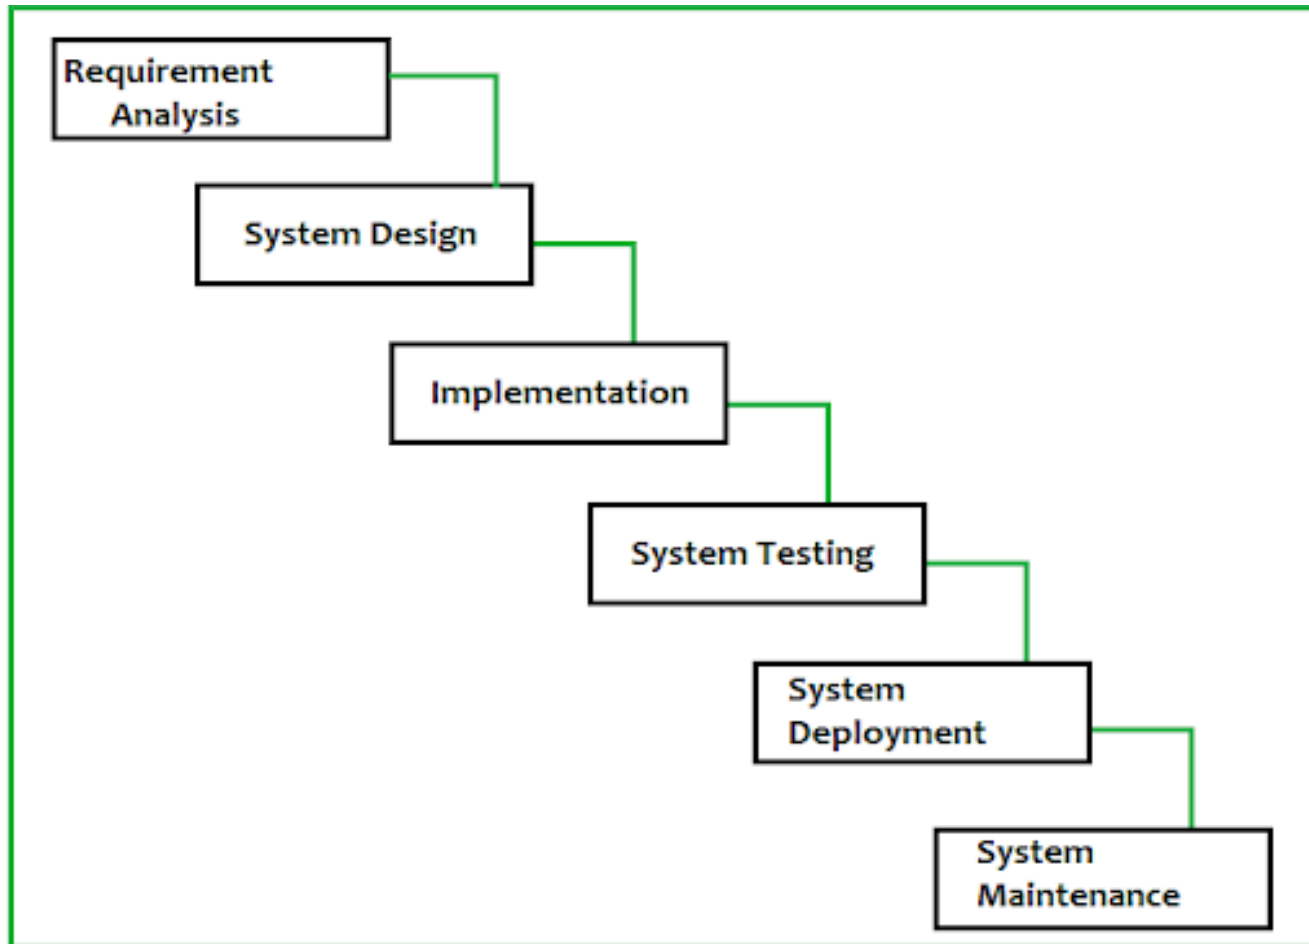 Requirement
Analysis
System Design
Implementation
System Testing
System
Deployment
System
Maintenance